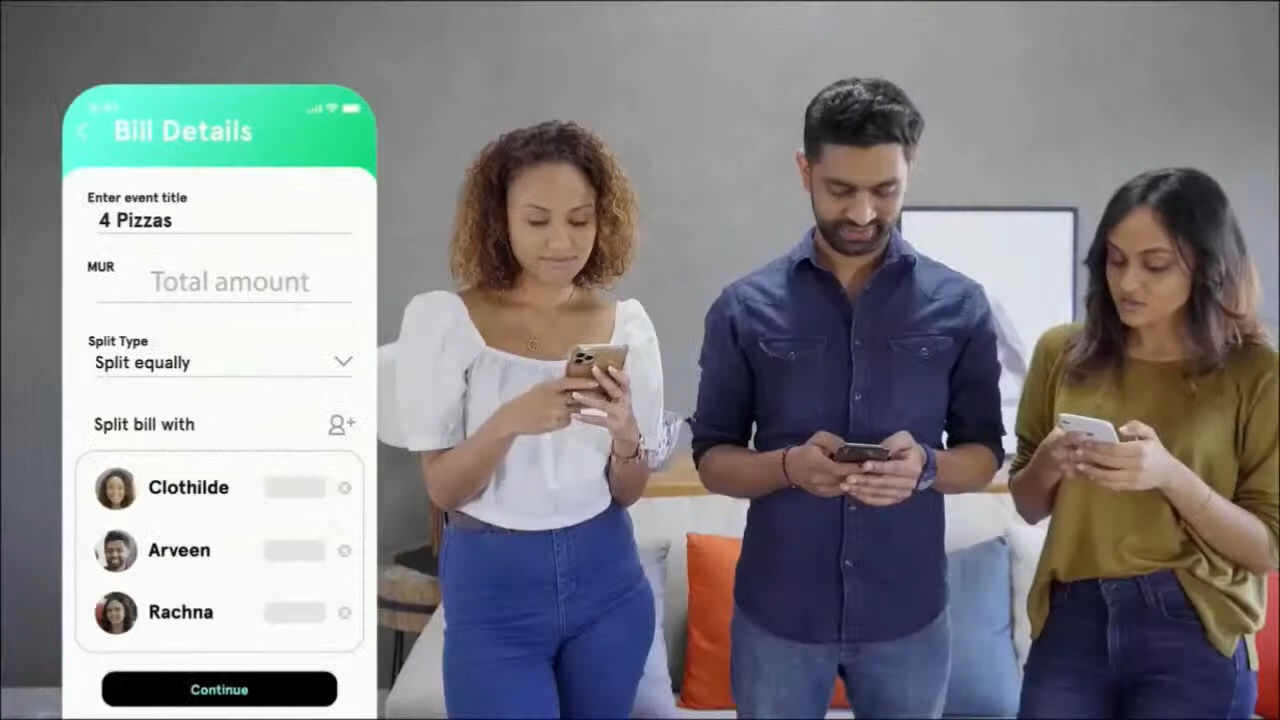 Bill Details
Enter event title
4 Pizzas
MUR
Total amount
Split Type
Split equally
Split bill with
Clothilde
Arveen
Rachna
Continue